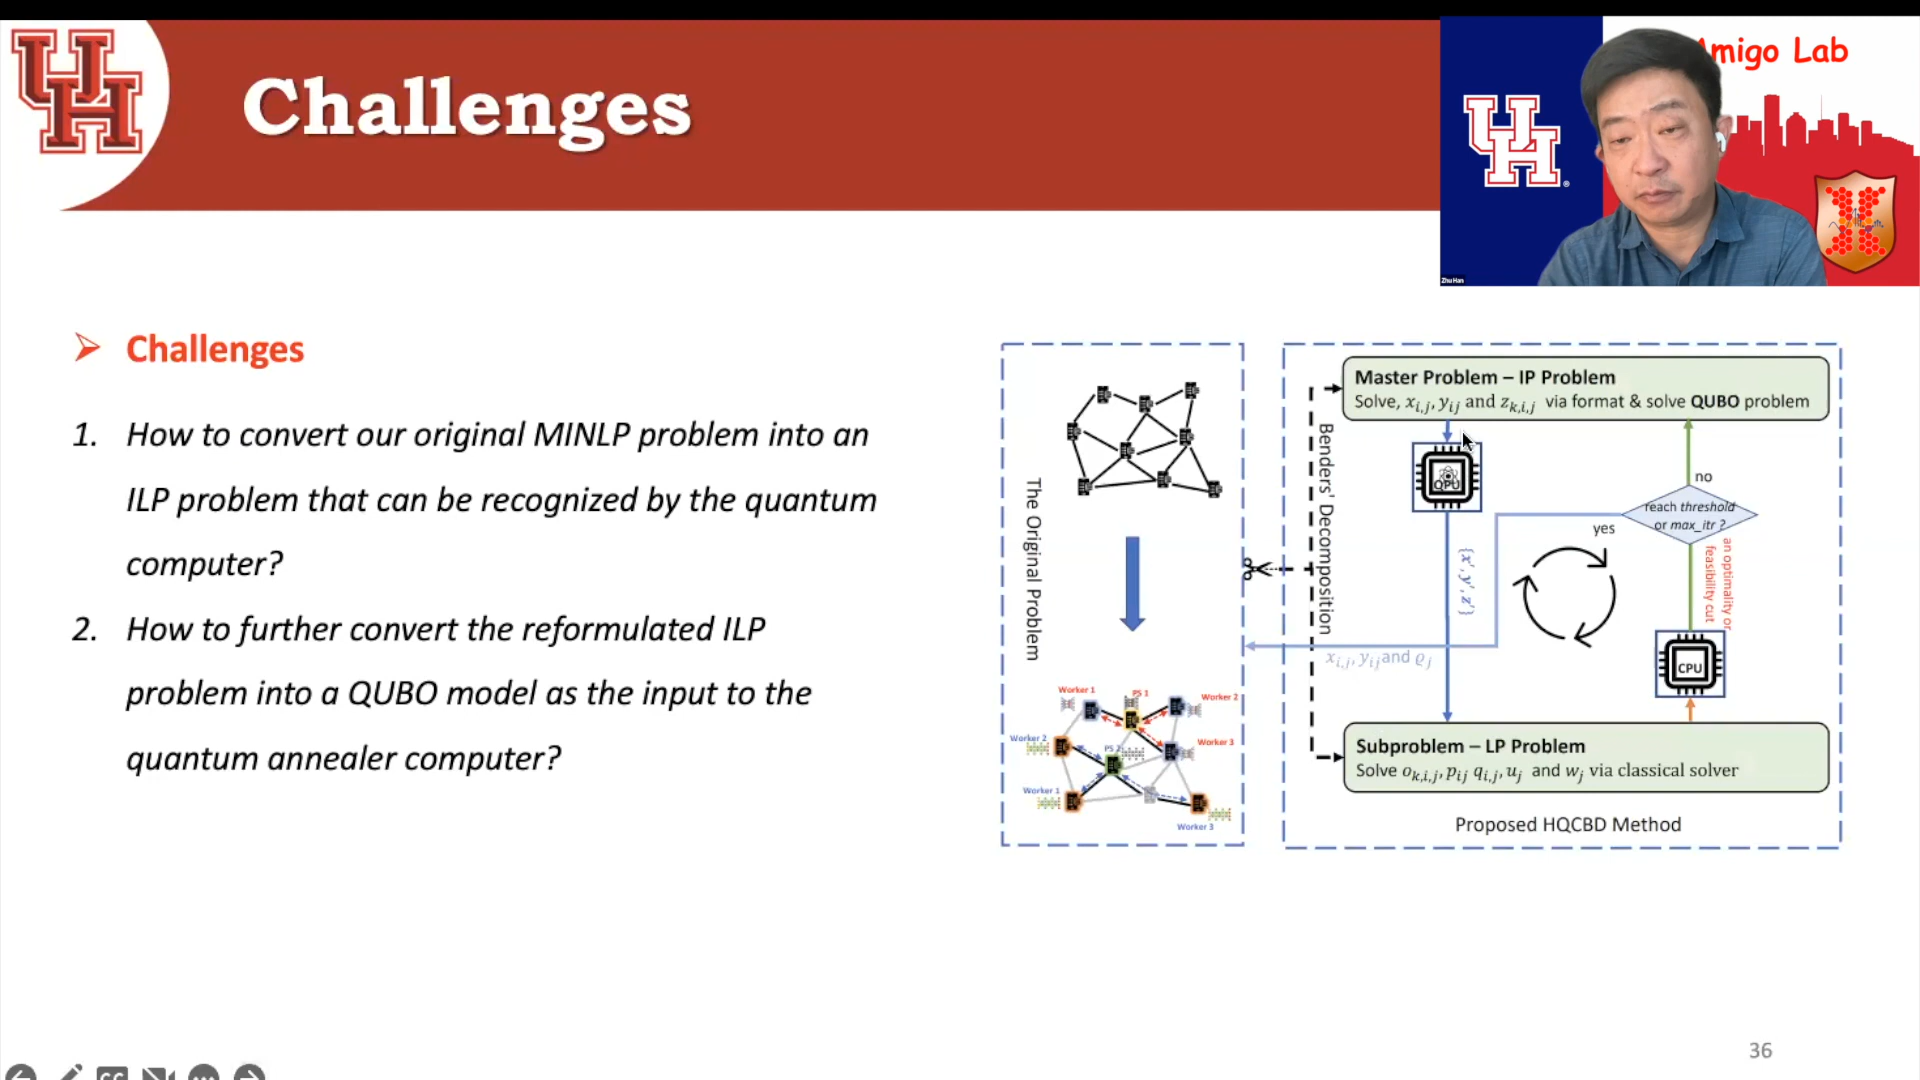 Challenges
Amigo Lab
Zhu Han
Challenges
1. How to convert our original MINLP problem into an
ILP problem that can be recognized by the quantum
computer?
2. How to further convert the reformulated ILP
problem into a QUBO model as the input to the
quantum annealer computer?
The Original Problem
Worker 1
PS 1
Worker 2
Worker 2
PS 2
Worker 3
Worker 1
Worker 3
Benders' Decomposition
Master Problem – IP Problem
Solve, x_{i,j}, y_{ij} and z_{k,i,j} via format & solve QUBO problem
QPU
no
reach threshold
or max_itr ?
yes
{x', y', z'}
an optimality or
feasibility cut
x_{i,j}, y_{ij} and ϱ_j
CPU
Subproblem – LP Problem
Solve o_{k,i,j}, p_{ij} q_{i,j}, u_j and w_j via classical solver
Proposed HQCBD Method
36